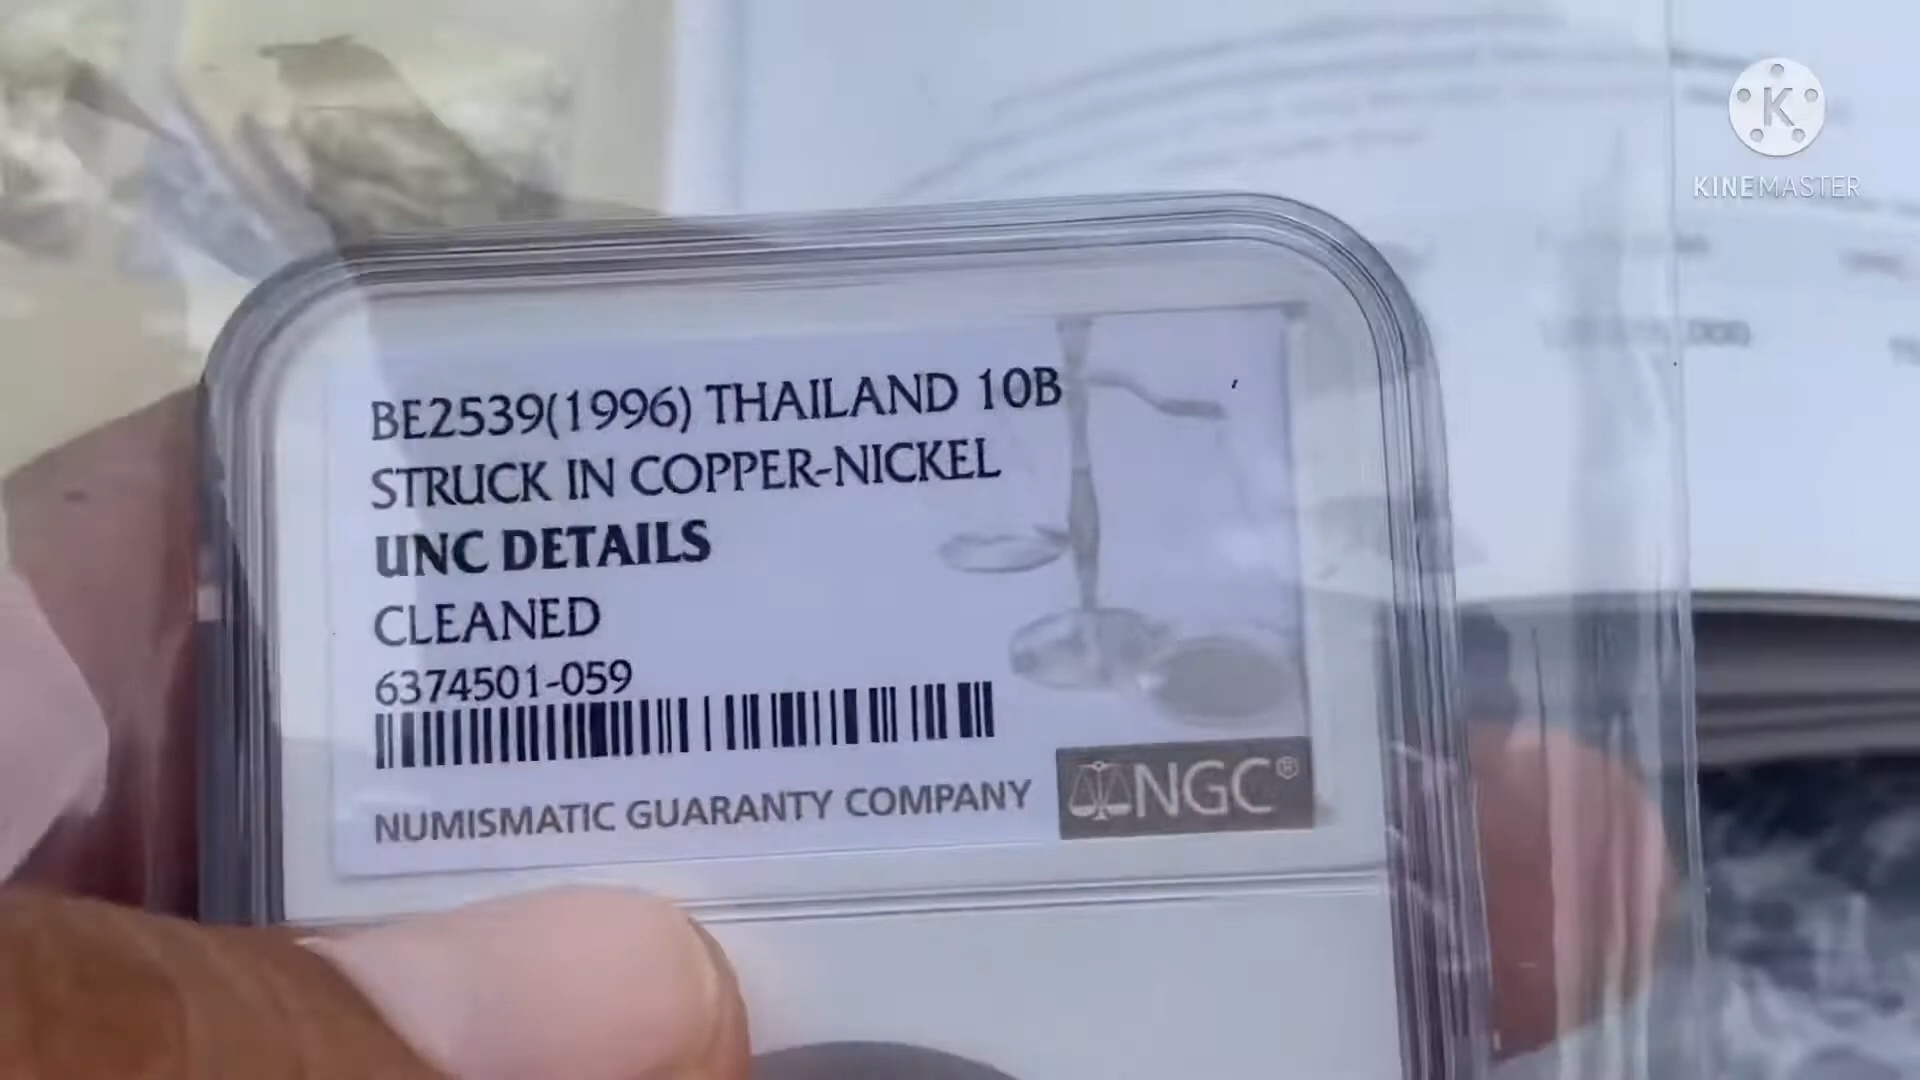 K
KINEMASTER
BE2539(1996) THAILAND 10B
STRUCK IN COPPER-NICKEL
UNC DETAILS
CLEANED
6374501-059
NUMISMATIC GUARANTY COMPANY
NGC®